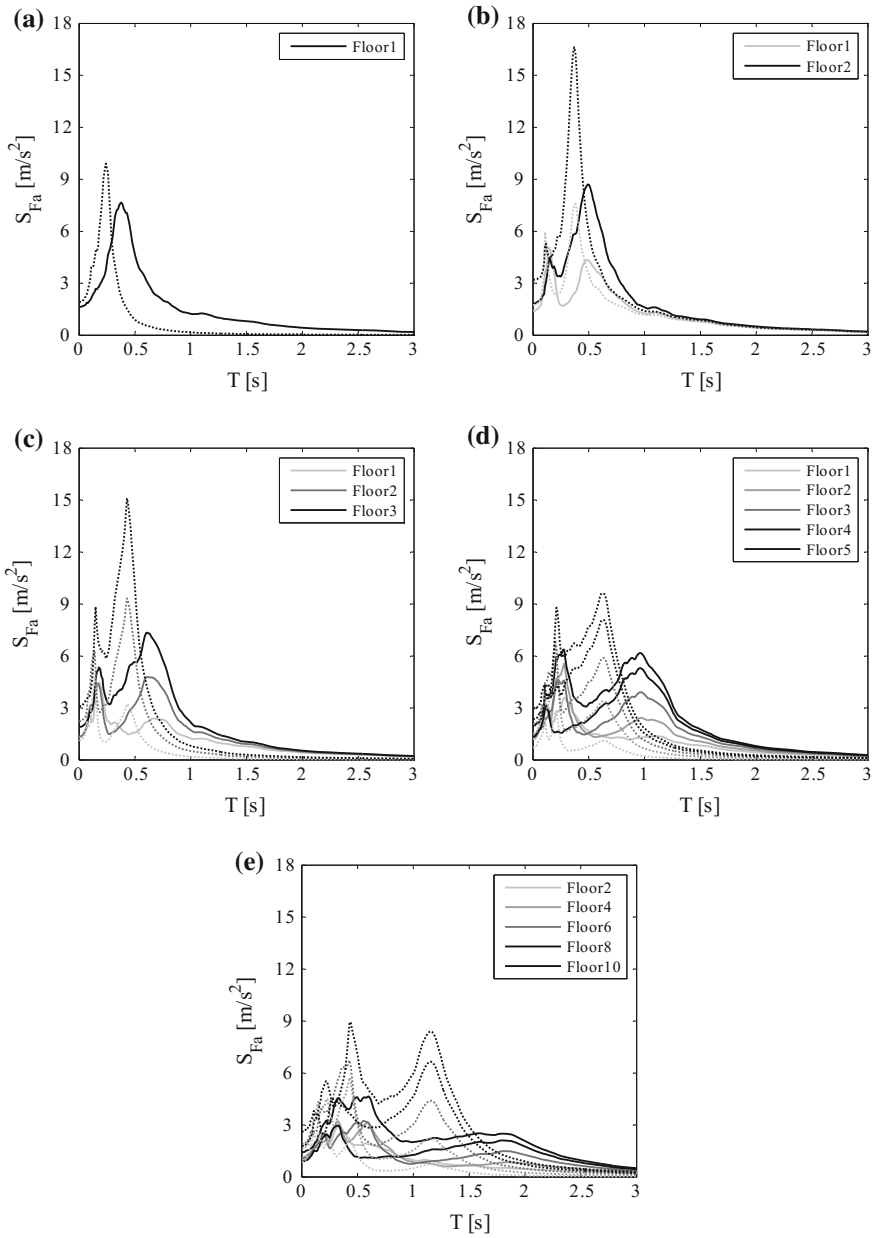 (a)
18
15
12
9
6
3
0
S_Fa [m/s²]
0 0.5 1 1.5 2 2.5 3
T [s]
Floor1
(b)
18
15
12
9
6
3
0
S_Fa [m/s²]
0 0.5 1 1.5 2 2.5 3
T [s]
Floor1
Floor2
(c)
18
15
12
9
6
3
0
S_Fa [m/s²]
0 0.5 1 1.5 2 2.5 3
T [s]
Floor1
Floor2
Floor3
(d)
18
15
12
9
6
3
0
S_Fa [m/s²]
0 0.5 1 1.5 2 2.5 3
T [s]
Floor1
Floor2
Floor3
Floor4
Floor5
(e)
18
15
12
9
6
3
0
S_Fa [m/s²]
0 0.5 1 1.5 2 2.5 3
T [s]
Floor2
Floor4
Floor6
Floor8
Floor10